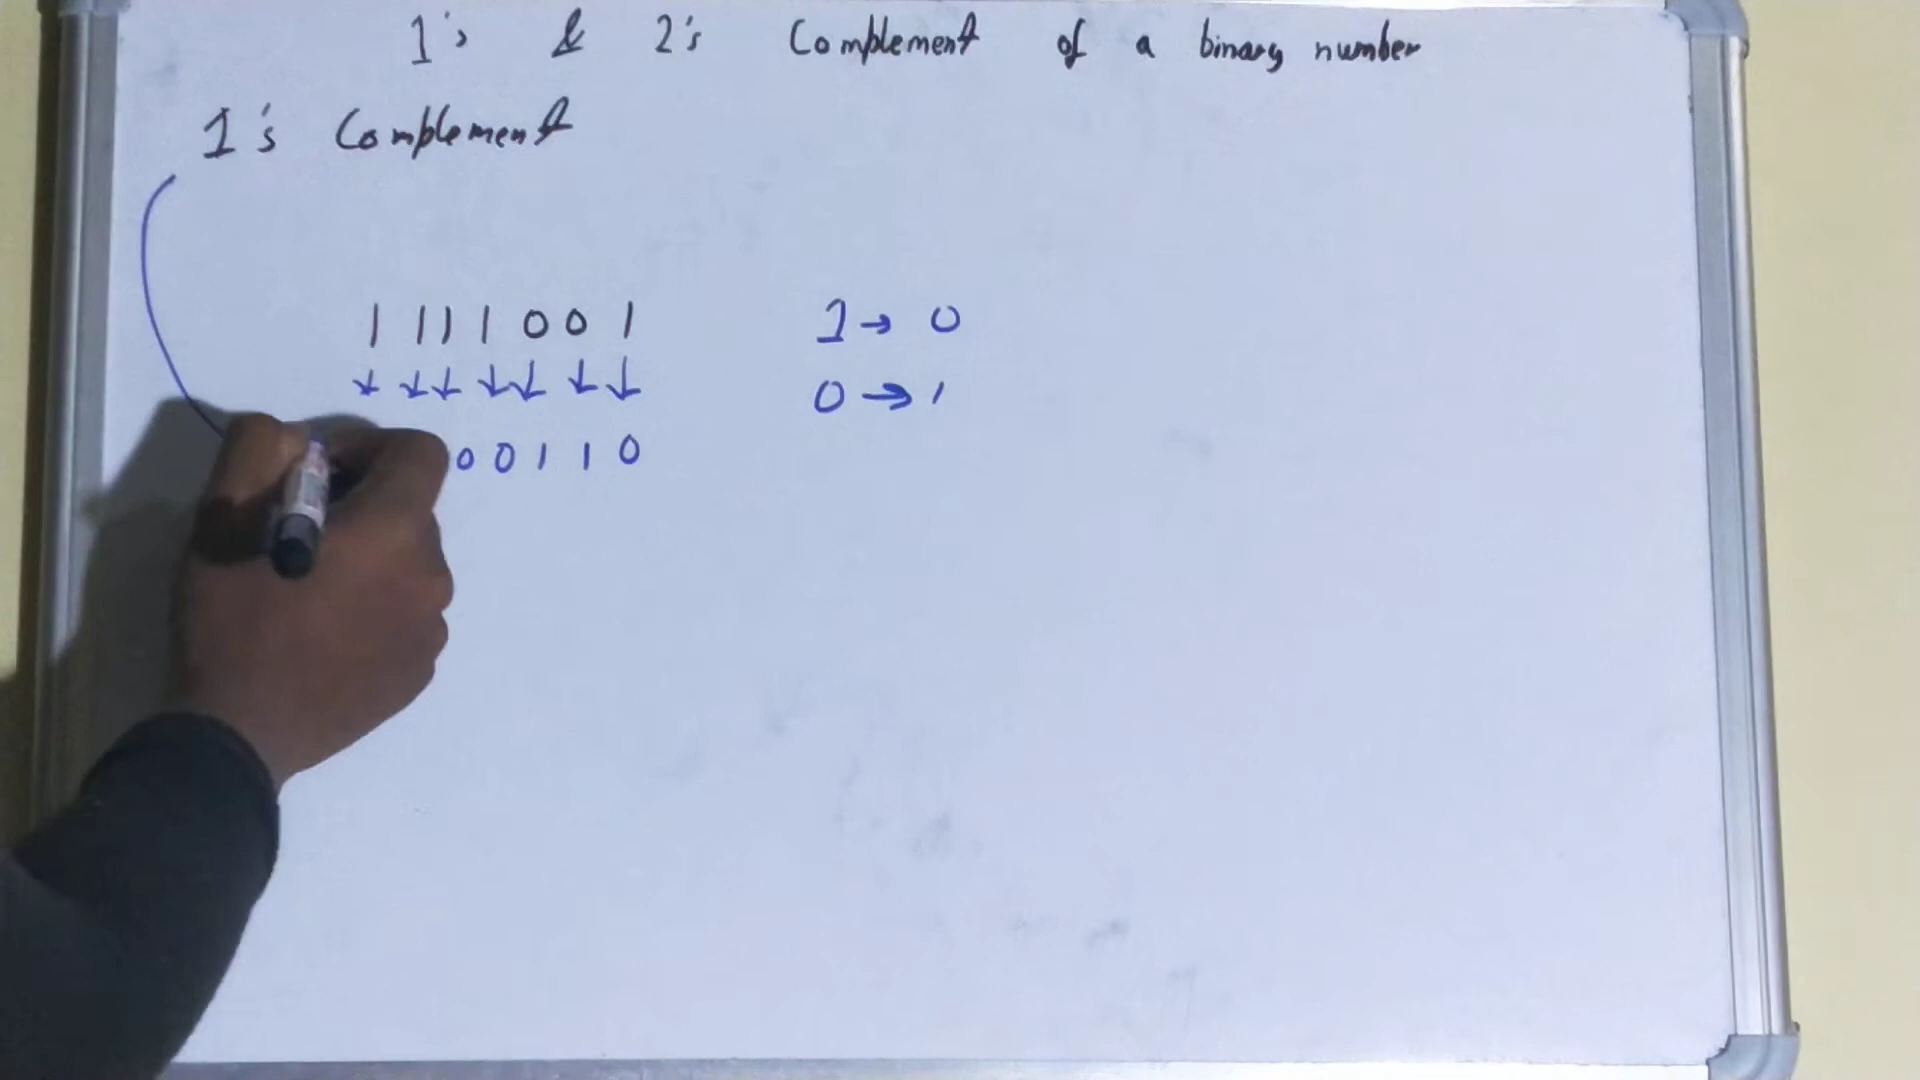 1's & 2's Complement of a binary number
1's Complement
1 1 1 1 0 0 1 1 → 0
0 → 1
0 0 1 1 0